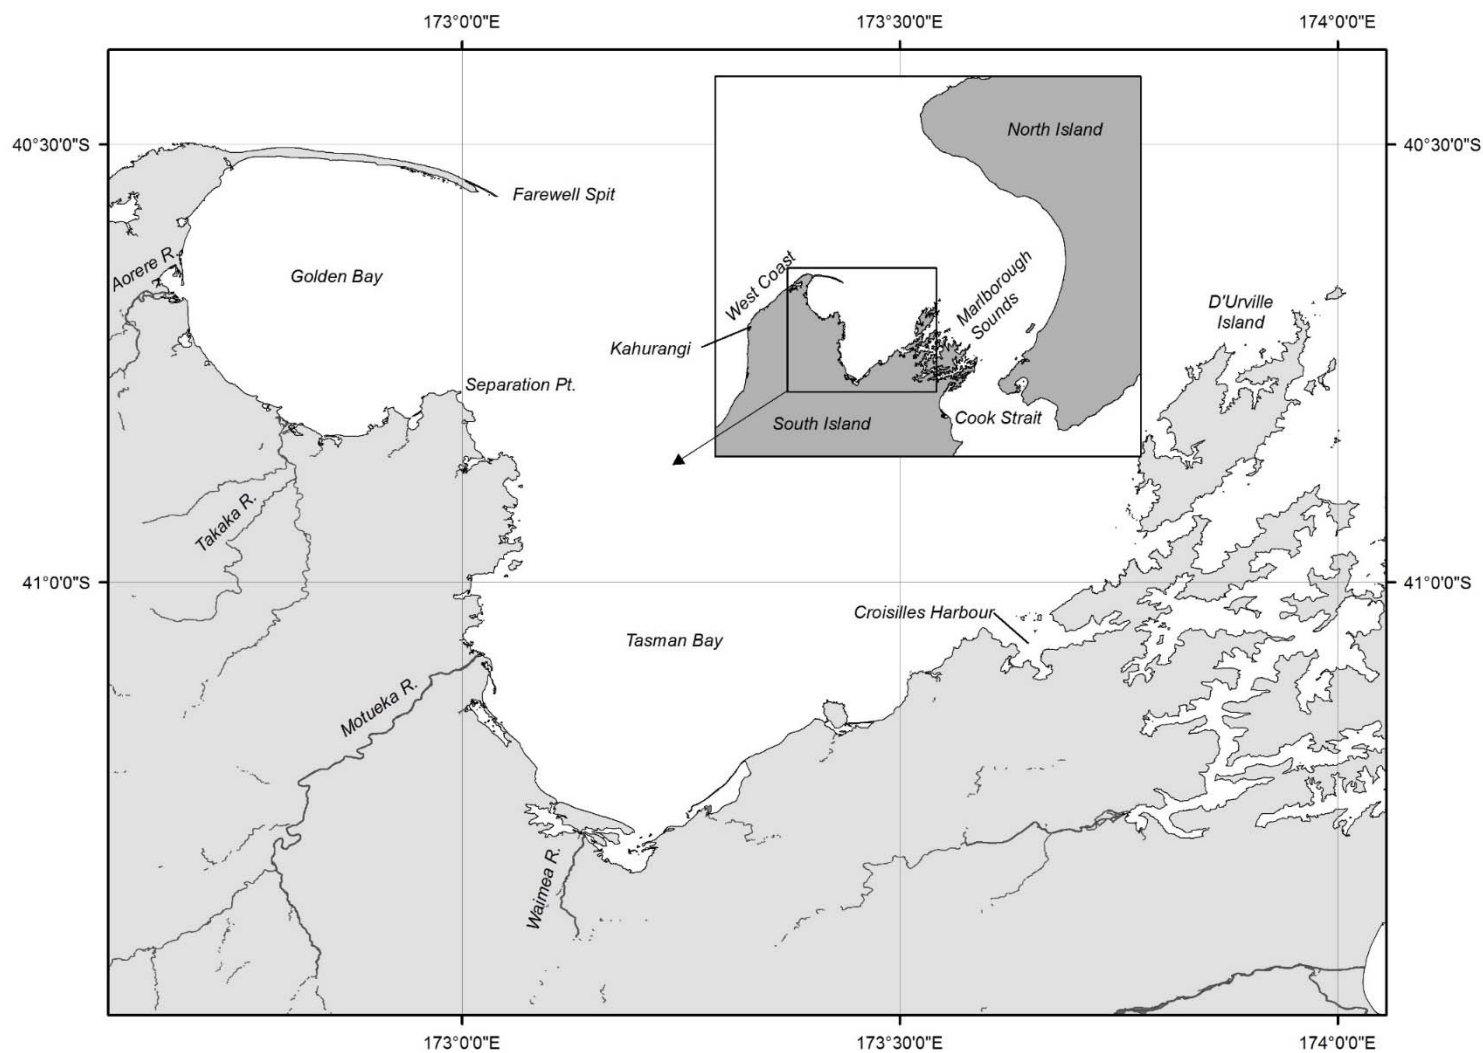 173°0'0"E
173°30'0"E
174°0'0"E
40°30'0"S
40°30'0"S
North Island
Farewell Spit
Aorere R.
Golden Bay
West Coast
Marlborough
Sounds
D'Urville
Island
Kahurangi
Separation Pt.
South Island
Cook Strait
Takaka R.
41°0'0"S
41°0'0"S
Croisilles Harbour
Tasman Bay
Motueka R.
Waimea R.
173°0'0"E
173°30'0"E
174°0'0"E